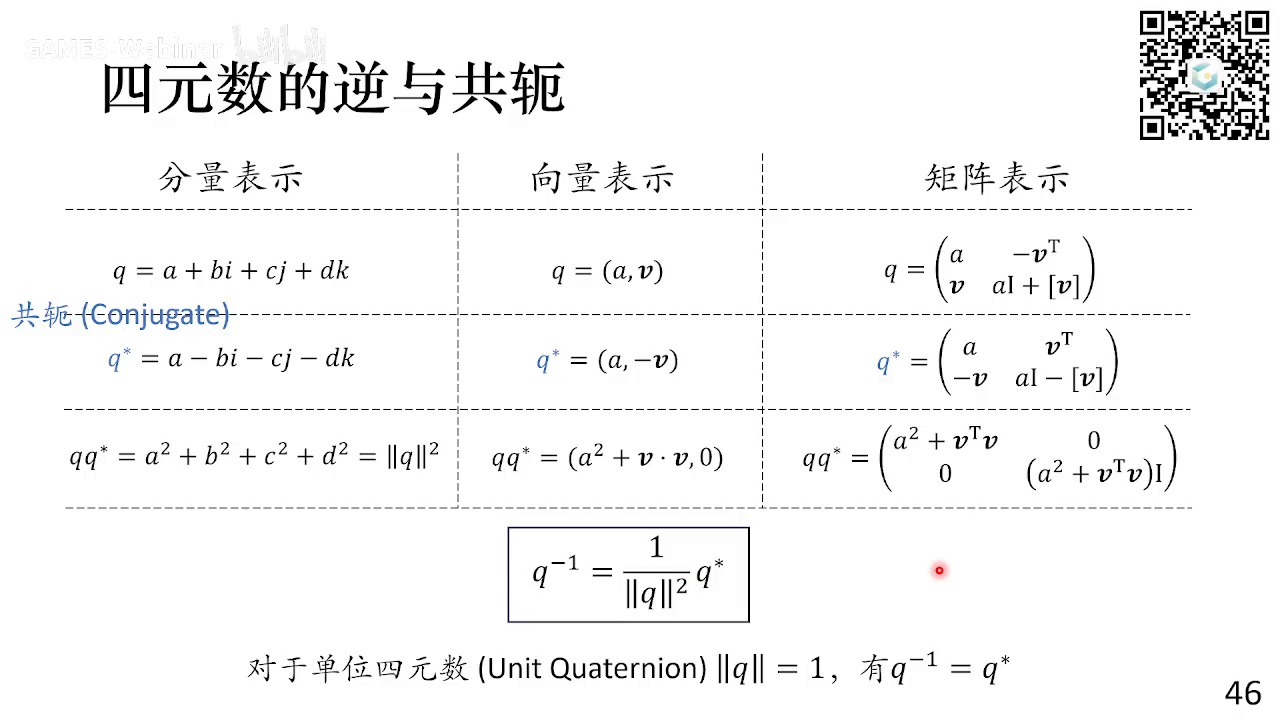 GAMES-Webinar bilibili
四元数的逆与共轭
分量表示 向量表示 矩阵表示
q = a + bi + cj + dk q = (a, v) q = (a −vᵀ
v aI + [v])
共轭 (Conjugate)
q* = a − bi − cj − dk q* = (a, −v) q* = (a vᵀ
−v aI − [v])
qq* = a² + b² + c² + d² = ‖q‖² qq* = (a² + v · v, 0) qq* = (a² + vᵀv 0
0 (a² + vᵀv)I)
q⁻¹ = 1/‖q‖² q*
对于单位四元数 (Unit Quaternion) ‖q‖ = 1，有q⁻¹ = q*
46